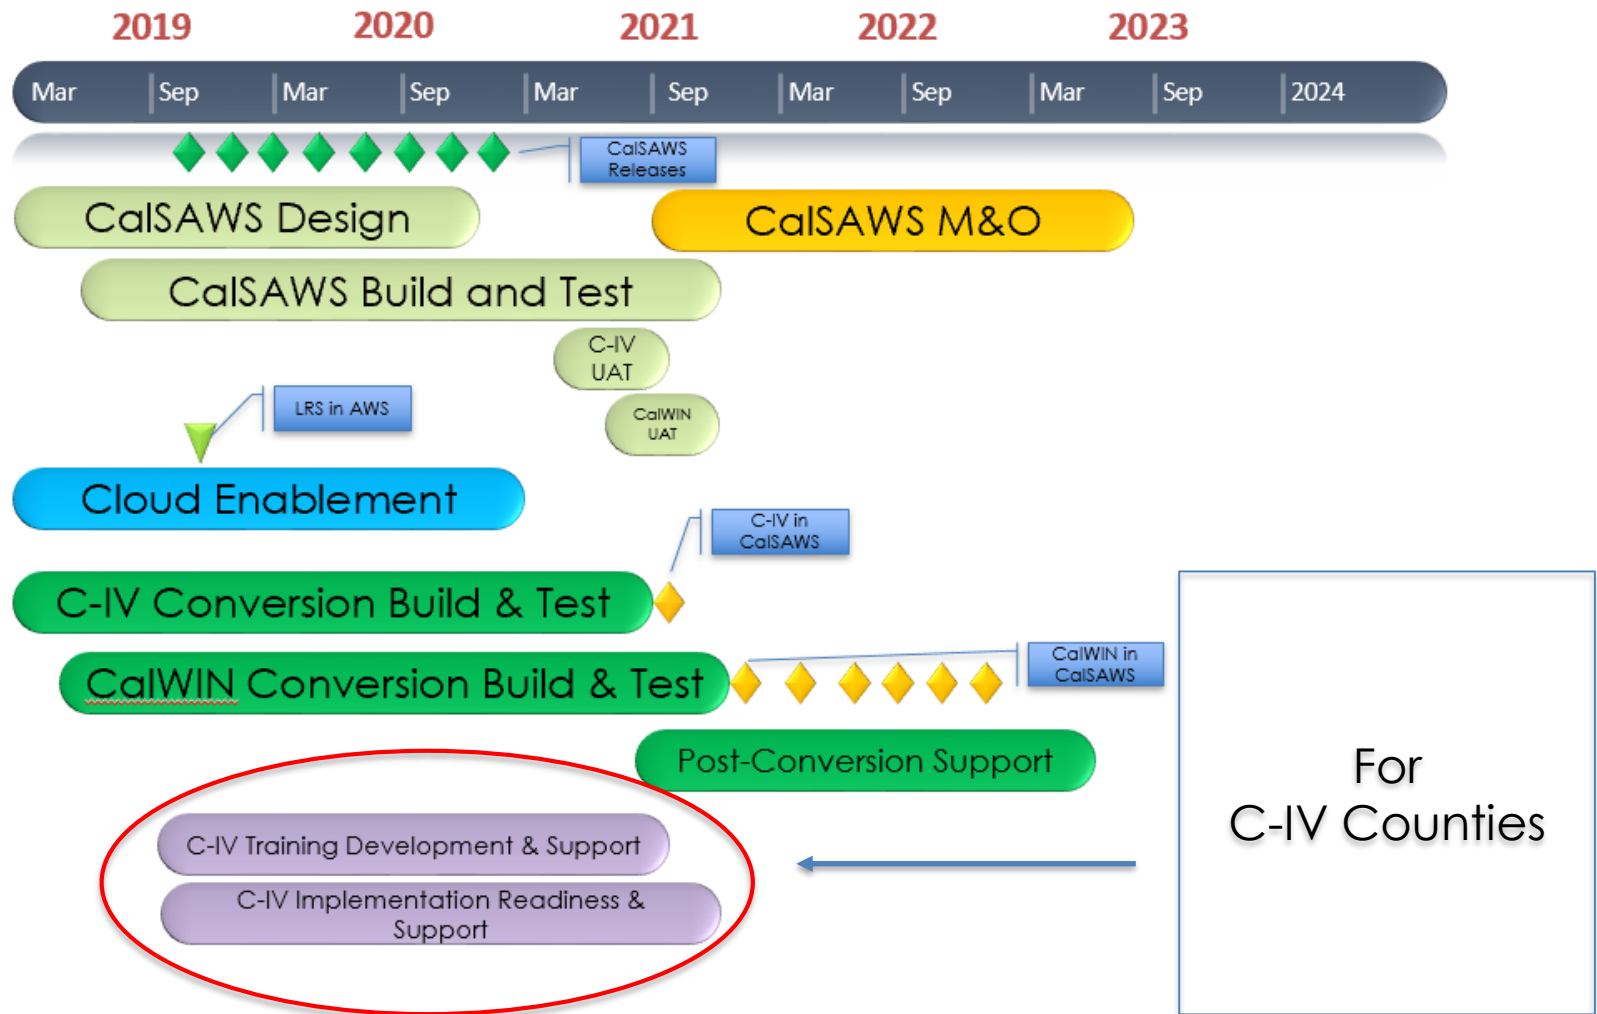 2019 2020 2021 2022 2023
Mar Sep Mar Sep Mar Sep Mar Sep Mar Sep 2024
CalSAWS
Releases
CalSAWS Design
CalSAWS M&O
CalSAWS Build and Test
C-IV
UAT
LRS in AWS
CalWIN
UAT
Cloud Enablement
C-IV in
CalSAWS
C-IV Conversion Build & Test
CalWIN Conversion Build & Test
CalWIN in
CalSAWS
Post-Conversion Support
For
C-IV Counties
C-IV Training Development & Support
C-IV Implementation Readiness &
Support